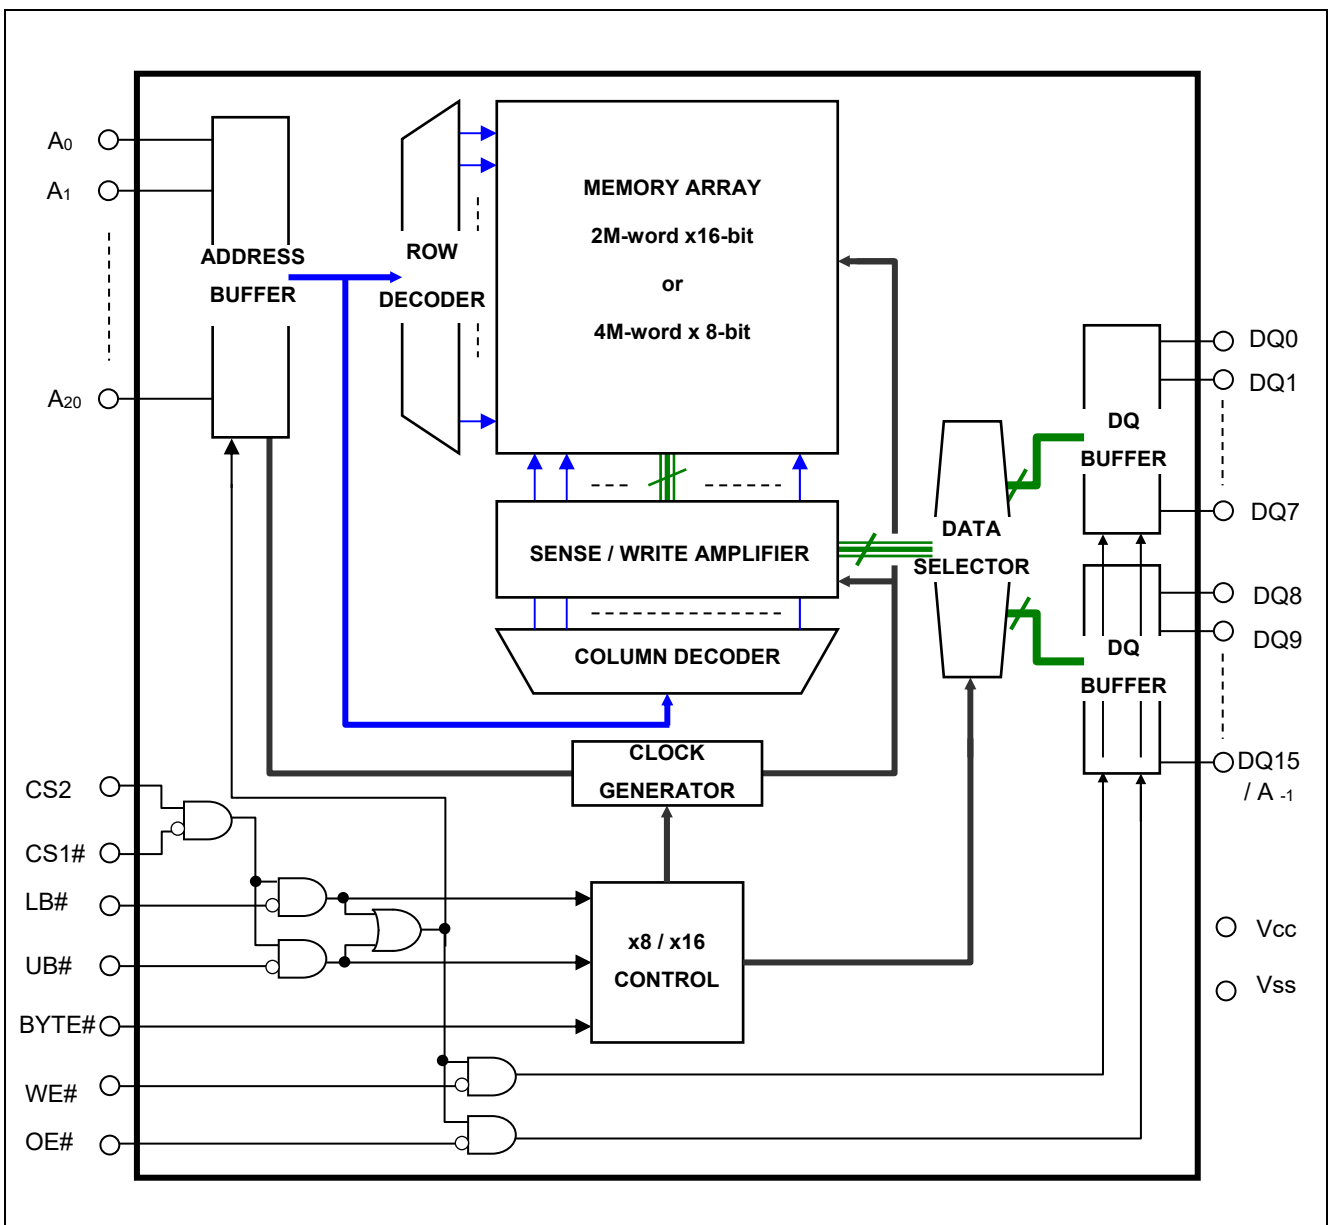 A0
A1
A20
ADDRESS
BUFFER
ROW
DECODER
MEMORY ARRAY
2M-word x16-bit
or
4M-word x 8-bit
SENSE / WRITE AMPLIFIER
COLUMN DECODER
CLOCK
GENERATOR
x8 / x16
CONTROL
DATA
SELECTOR
DQ
BUFFER
DQ
BUFFER
DQ0
DQ1
DQ7
DQ8
DQ9
DQ15
/ A -1
Vcc
Vss
CS2
CS1#
LB#
UB#
BYTE#
WE#
OE#